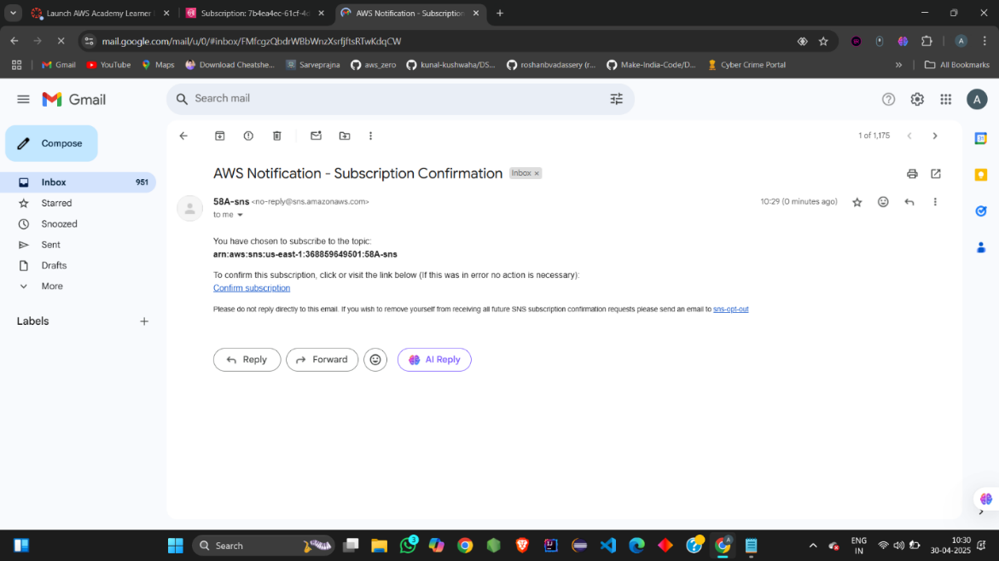 Launch AWS Academy Learner
Subscription: 7b4ea4ec-61cf-4
AWS Notification - Subscription
mail.google.com/mail/u/0/#inbox/FMfcgzQbdrWBbWnzXsrfjftsRTwKdqCW
A
Gmail
YouTube
Maps
Download Cheatshe...
Sarveprajna
aws_zero
kunal-kushwaha/DS...
roshanbvadassery (r...
Make-India-Code/D...
Cyber Crime Portal
All Bookmarks
Gmail
Search mail
A
Compose
1 of 1,175
Inbox 951
Starred
Snoozed
Sent
Drafts
More
Labels
AWS Notification - Subscription Confirmation Inbox ×
58A-sns <no-reply@sns.amazonaws.com>
10:29 (0 minutes ago)
to me
You have chosen to subscribe to the topic:
arn:aws:sns:us-east-1:368859649501:58A-sns
To confirm this subscription, click or visit the link below (If this was in error no action is necessary):
Confirm subscription
Please do not reply directly to this email. If you wish to remove yourself from receiving all future SNS subscription confirmation requests please send an email to sns-opt-out
Reply
Forward
AI Reply
31
Search
3
ENG
IN
10:30
30-04-2025